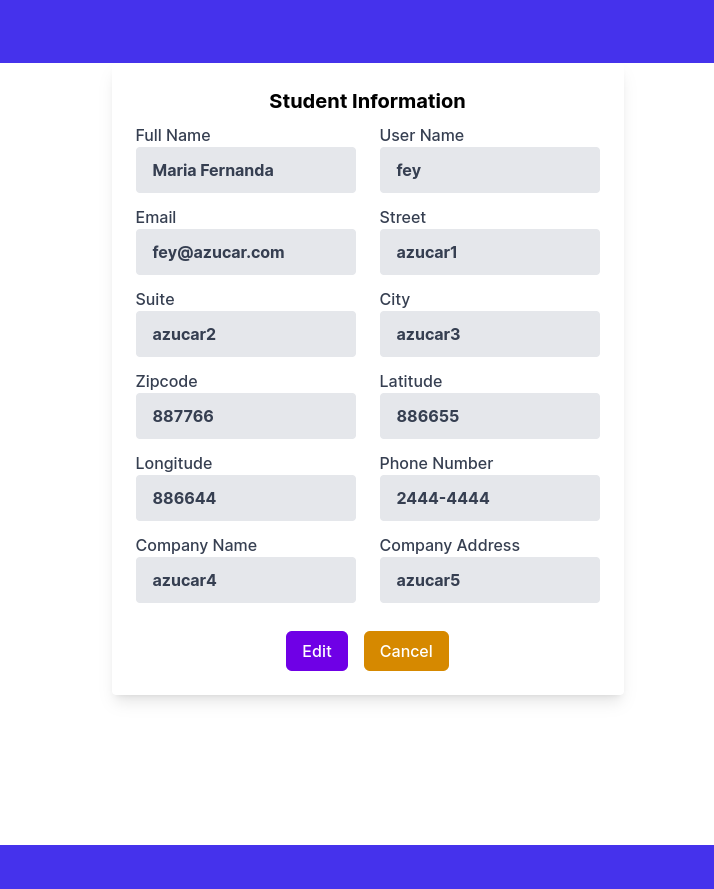 Student Information
Full Name
User Name
Maria Fernanda
fey
Email
Street
fey@azucar.com
azucar1
Suite
City
azucar2
azucar3
Zipcode
Latitude
887766
886655
Longitude
Phone Number
886644
2444-4444
Company Name
Company Address
azucar4
azucar5
Edit
Cancel